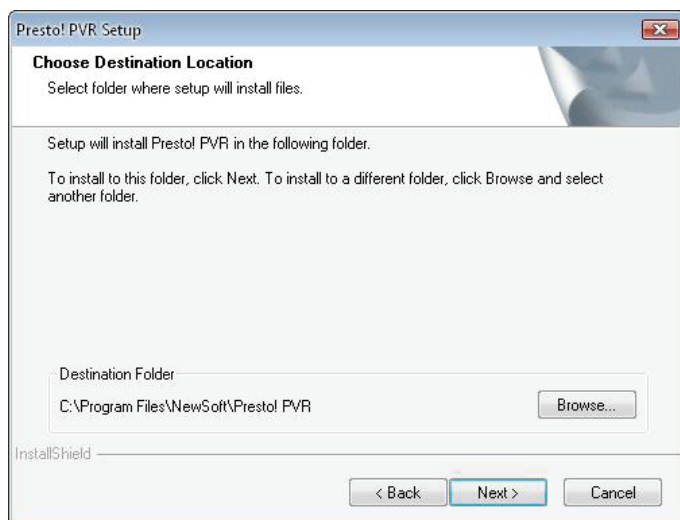 Presto! PVR Setup
Choose Destination Location
Select folder where setup will install files.
Setup will install Presto! PVR in the following folder.
To install to this folder, click Next. To install to a different folder, click Browse and select
another folder.
Destination Folder
C:\Program Files\NewSoft\Presto! PVR
Browse...
InstallShield
< Back
Next >
Cancel